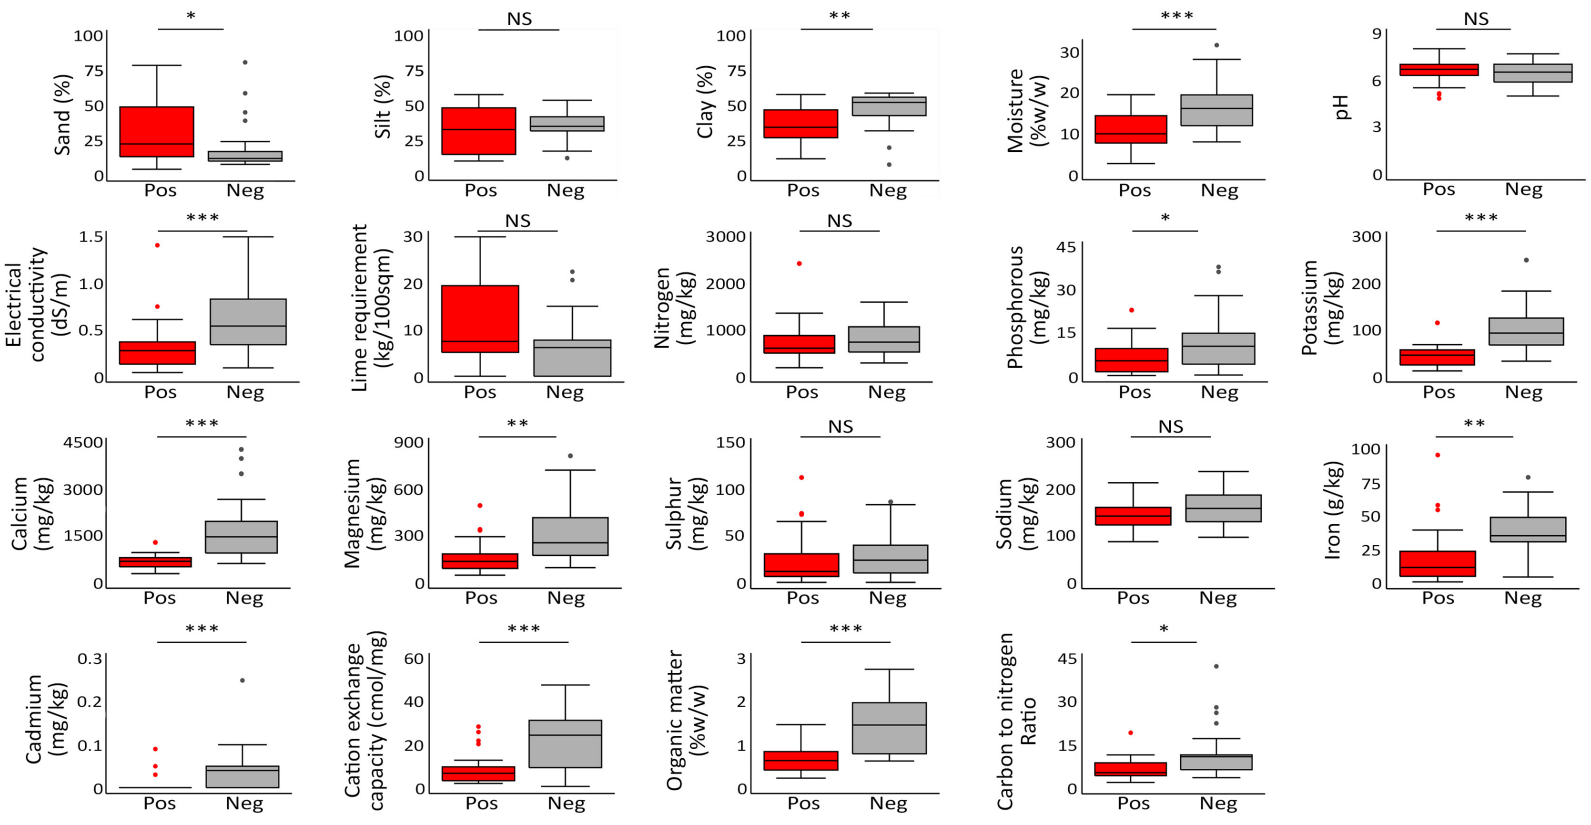 * NS ** *** NS
100 100 100 30 9
75 75 75 20 6
50 50 50 10 3
25 25 25 0 0
0 0 0
Sand (%)
Silt (%)
Clay (%)
Moisture
(%w/w)
pH
Pos Neg Pos Neg Pos Neg Pos Neg Pos Neg
*** NS NS * ***
1.5 30 3000 45 300
1.0 20 2000 30 200
0.5 10 1000 15 100
0 0 0 0 0
Electrical
conductivity
(dS/m)
Lime requirement
(kg/100sqm)
Nitrogen
(mg/kg)
Phosphorous
(mg/kg)
Potassium
(mg/kg)
Pos Neg Pos Neg Pos Neg Pos Neg Pos Neg
*** ** NS NS **
4500 900 150 300 100
3000 600 100 200 75
1500 300 50 100 50
0 0 0 0 25
0
Calcium
(mg/kg)
Magnesium
(mg/kg)
Sulphur
(mg/kg)
Sodium
(mg/kg)
Iron (g/kg)
Pos Neg Pos Neg Pos Neg Pos Neg Pos Neg
*** *** *** *
0.3 60 3 45
0.2 40 2 30
0.1 20 1 15
0 0 0 0
Cadmium
(mg/kg)
Cation exchange
capacity (cmol/mg)
Organic matter
(%w/w)
Carbon to nitrogen
Ratio
Pos Neg Pos Neg Pos Neg Pos Neg